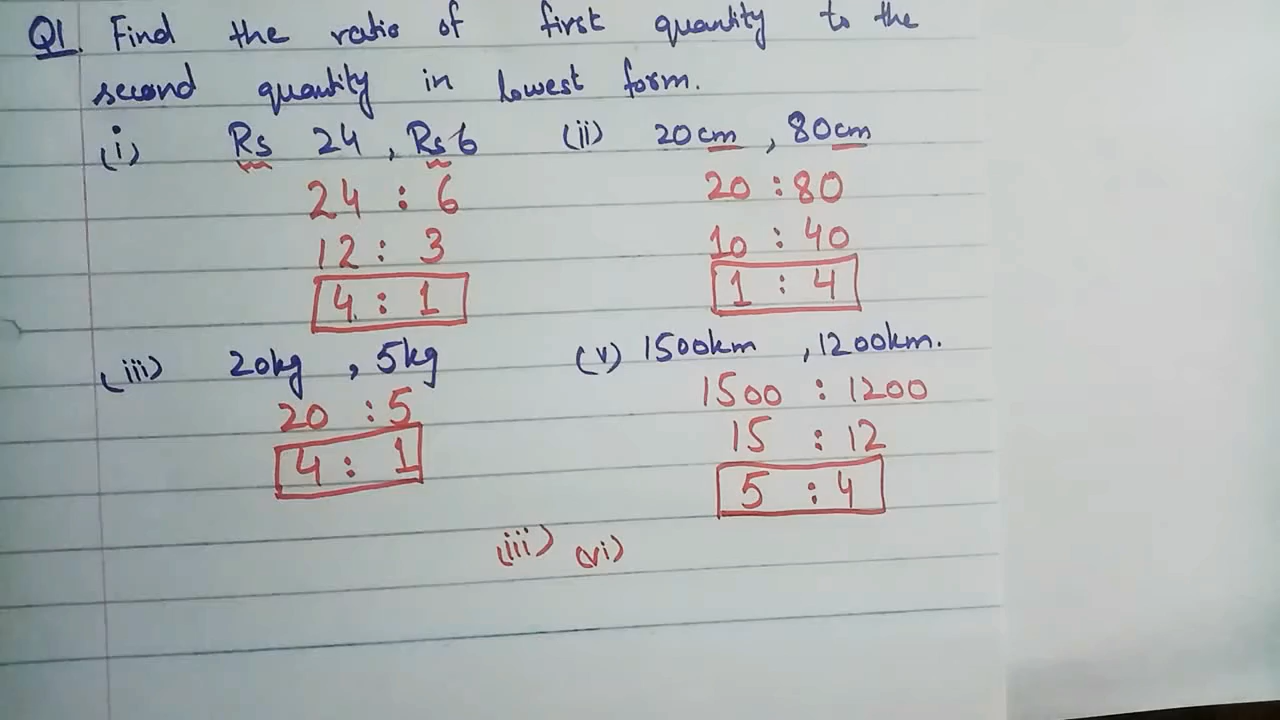 Q1. Find the ratio of first quantity to the
second quantity in lowest form.
(i) Rs 24, Rs 6
24 : 6
12 : 3
4 : 1
(ii) 20cm, 80cm
20 : 80
10 : 40
1 : 4
(iii) 20kg, 5kg
20 : 5
4 : 1
(v) 1500km, 1200km.
1500 : 1200
15 : 12
5 : 4
(iii) (vi)